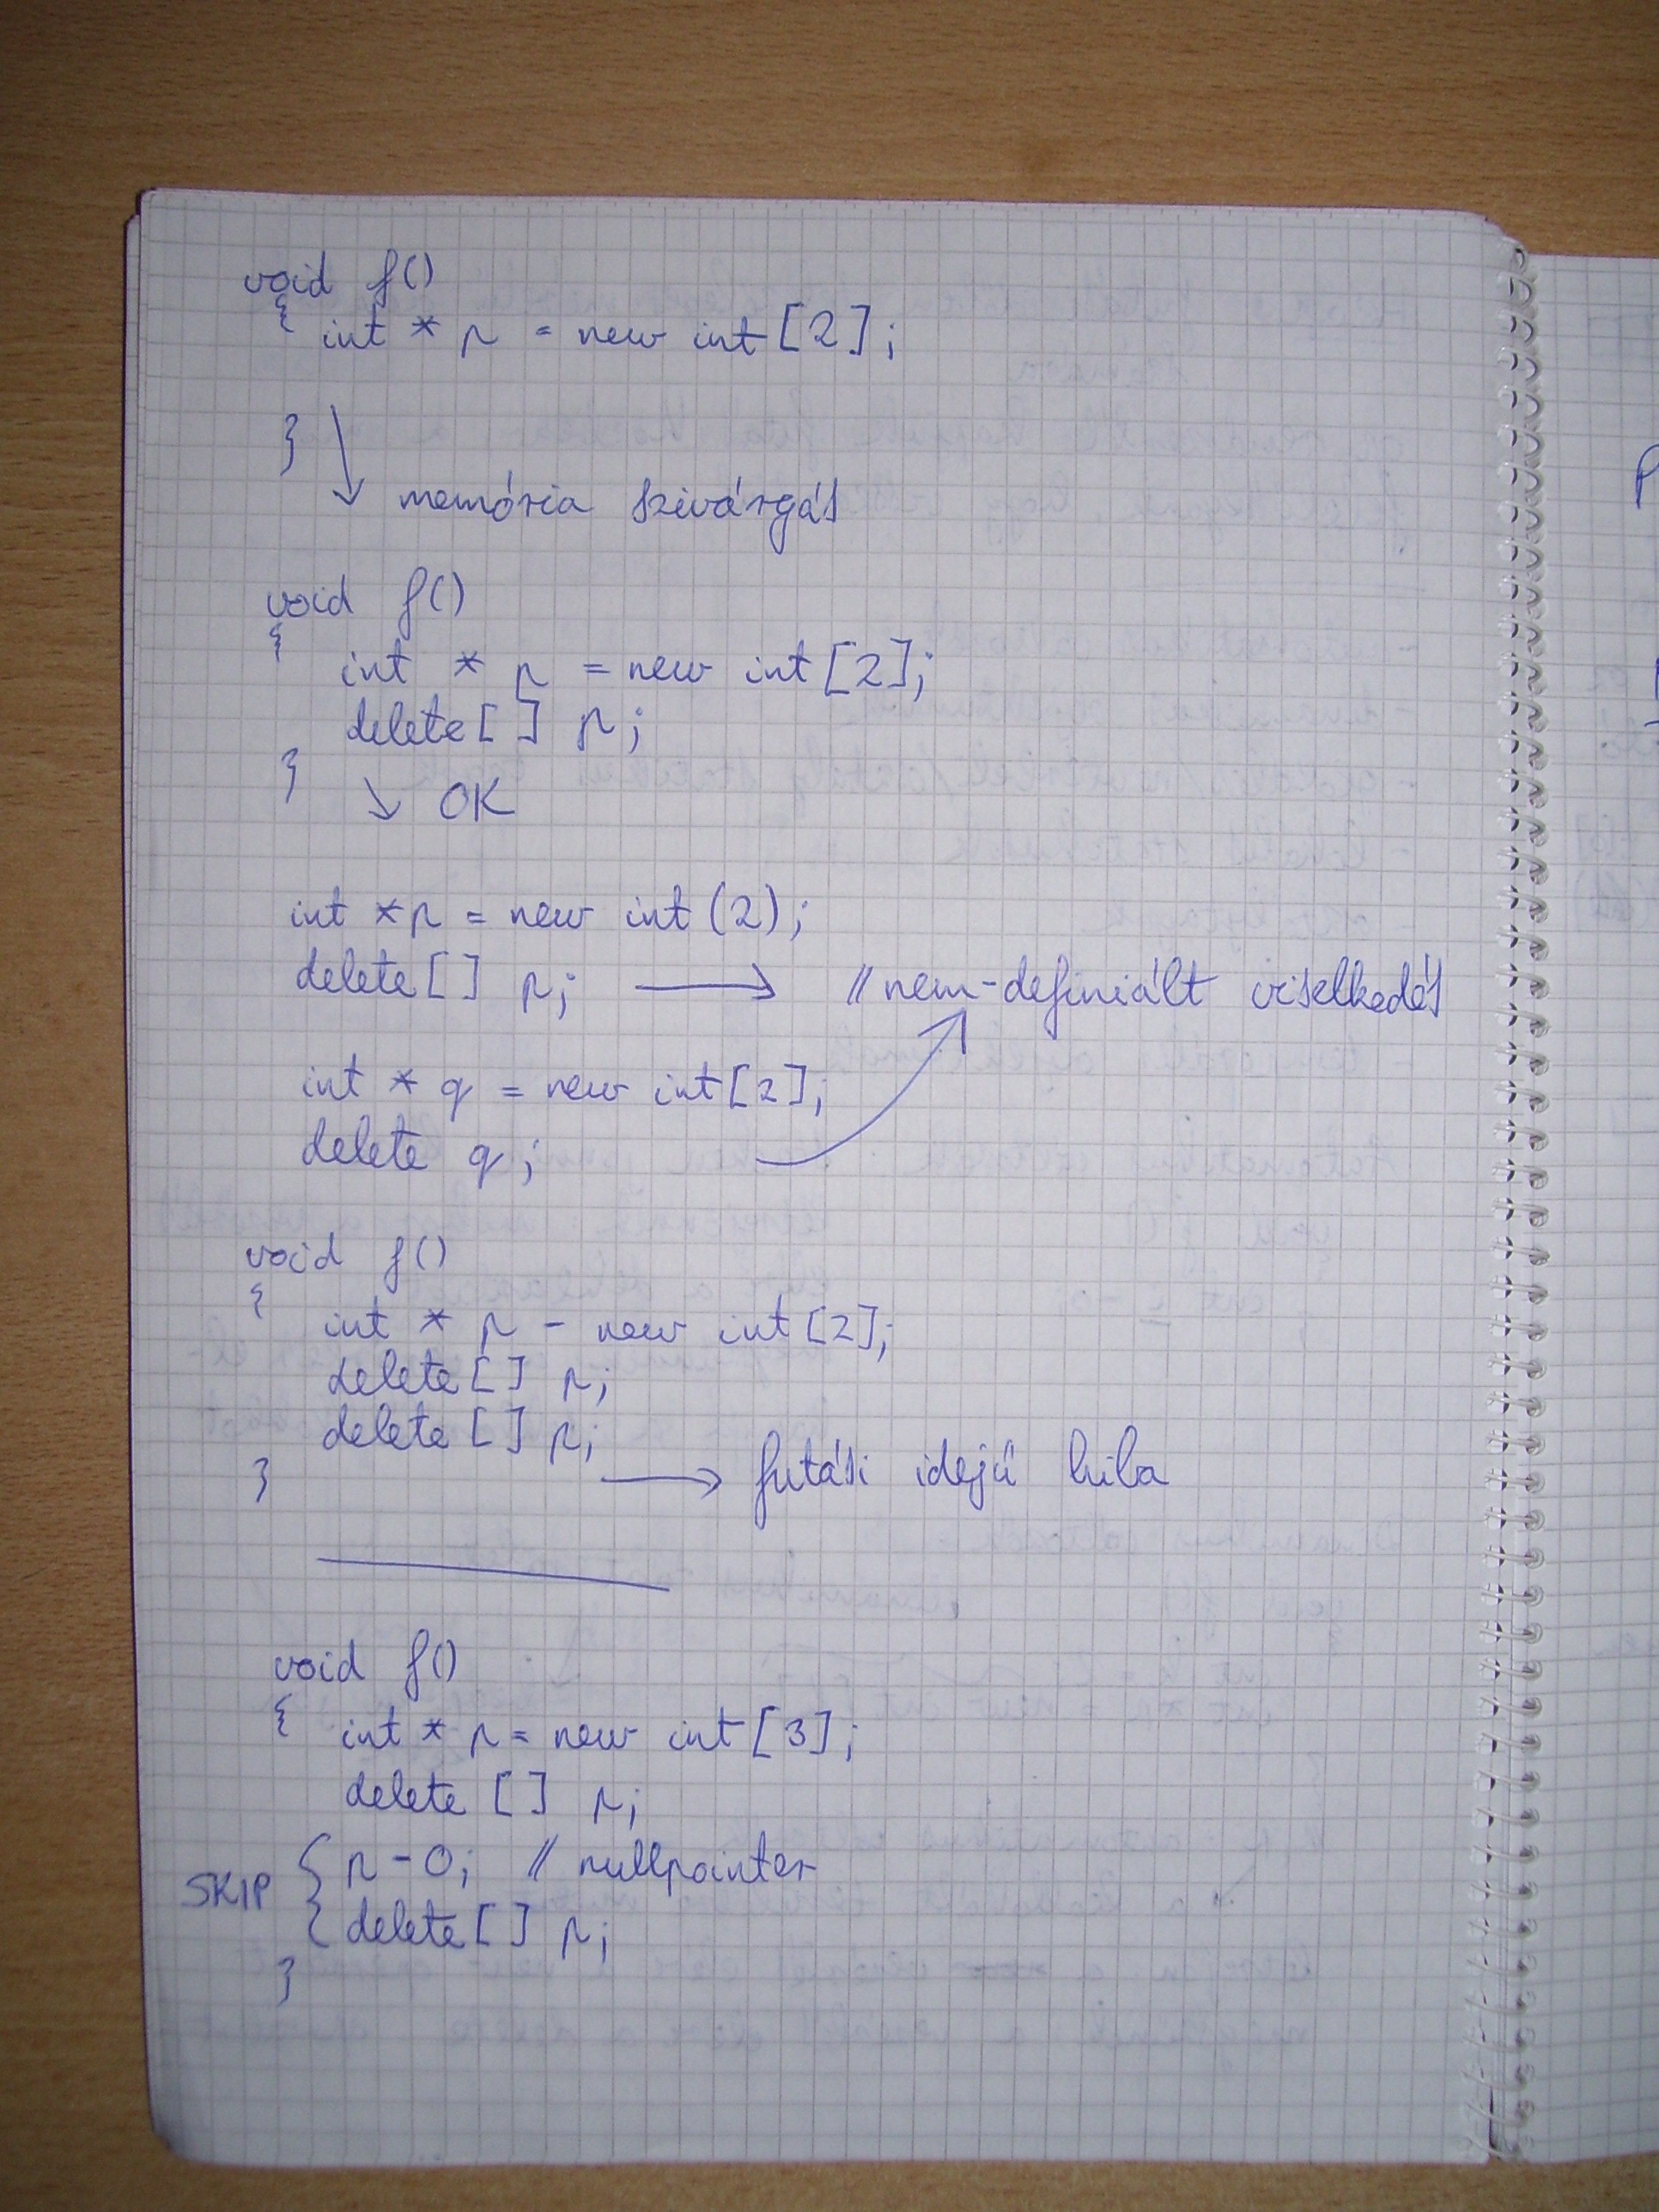 void f()
{ int * p = new int [2];
}
memória szivárgás
void f()
{
int * p = new int [2];
delete [ ] p;
}
OK
int *p = new int (2);
delete [ ] p; // nem-definiált viselkedés
int * q = new int [2];
delete q;
void f()
{
int * p = new int [2];
delete [ ] p;
delete [ ] p;
}
futási idejű hiba
void f()
{ int * p = new int [3];
delete [ ] p;
SKIP { p = 0; // nullpointer
delete [ ] p;
}